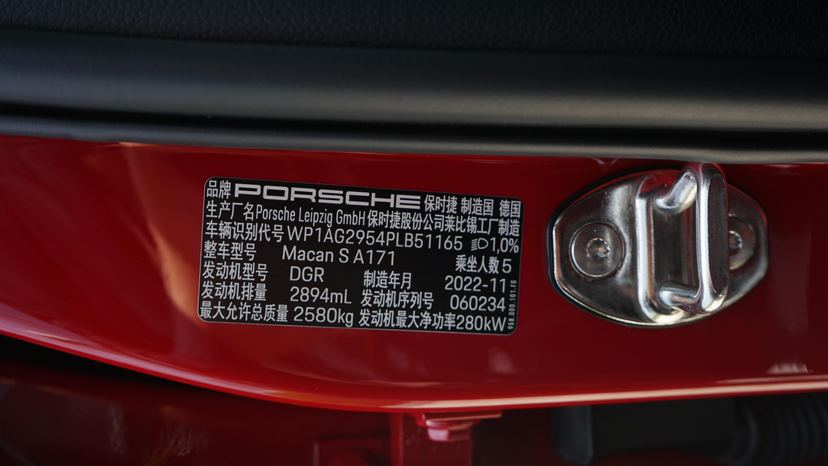 品牌 PORSCHE 保时捷 制造国 德国
生产厂名 Porsche Leipzig GmbH 保时捷股份公司莱比锡工厂制造
车辆识别代号 WP1AG2954PLB51165 1,0%
整车型号 Macan S A171 乘坐人数 5
发动机型号 DGR 制造年月 2022-11
发动机排量 2894mL 发动机序列号 060234
最大允许总质量 2580kg 发动机最大净功率 280kW